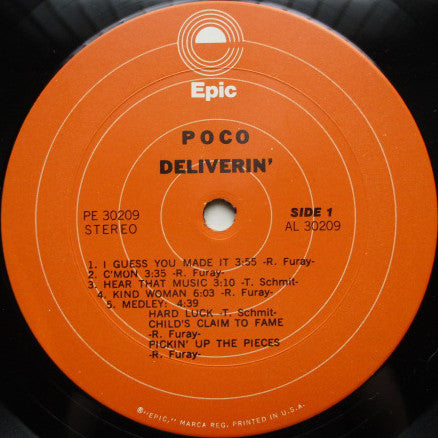 Epic
POCO
DELIVERIN'
PE 30209
STEREO
SIDE 1
AL 30209
1. I GUESS YOU MADE IT 3:55 -R. Furay-
2. C'MON 3:35 -R. Furay-
3. HEAR THAT MUSIC 3:10 -T. Schmit-
4. KIND WOMAN 6:03 -R. Furay-
5. MEDLEY: 4:39
HARD LUCK -T. Schmit-
CHILD'S CLAIM TO FAME
-R. Furay-
PICKIN' UP THE PIECES
-R. Furay-
Ⓟ"EPIC," MARCA REG. PRINTED IN U.S.A.